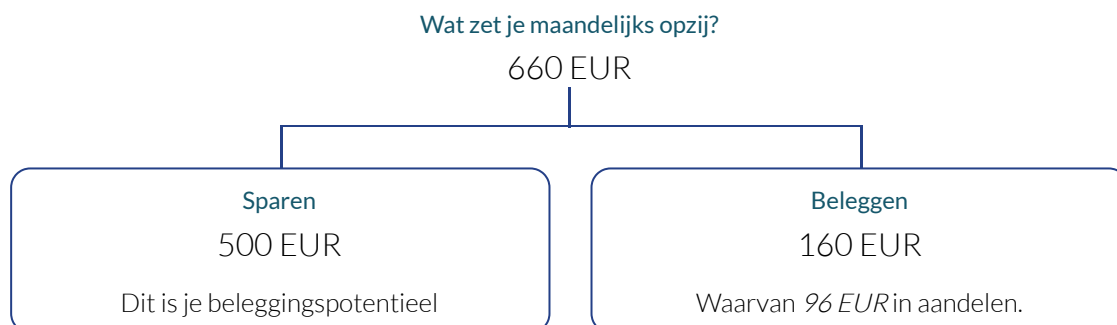 Wat zet je maandelijks opzij?
660 EUR
Sparen
500 EUR
Dit is je beleggingspotentieel
Beleggen
160 EUR
Waarvan 96 EUR in aandelen.